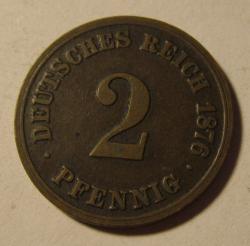 DEUTSCHES REICH 1876
2
PFENNIG